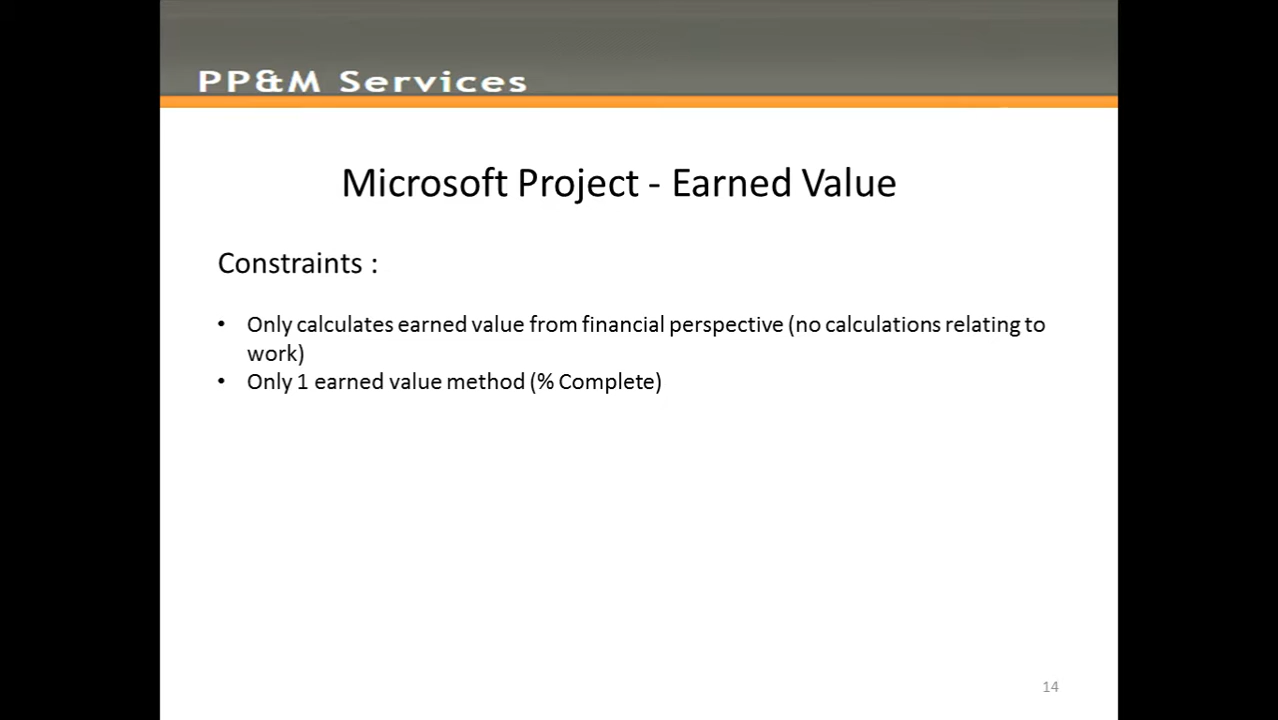 PP&M Services
Microsoft Project - Earned Value
Constraints :
• Only calculates earned value from financial perspective (no calculations relating to
work)
• Only 1 earned value method (% Complete)
14